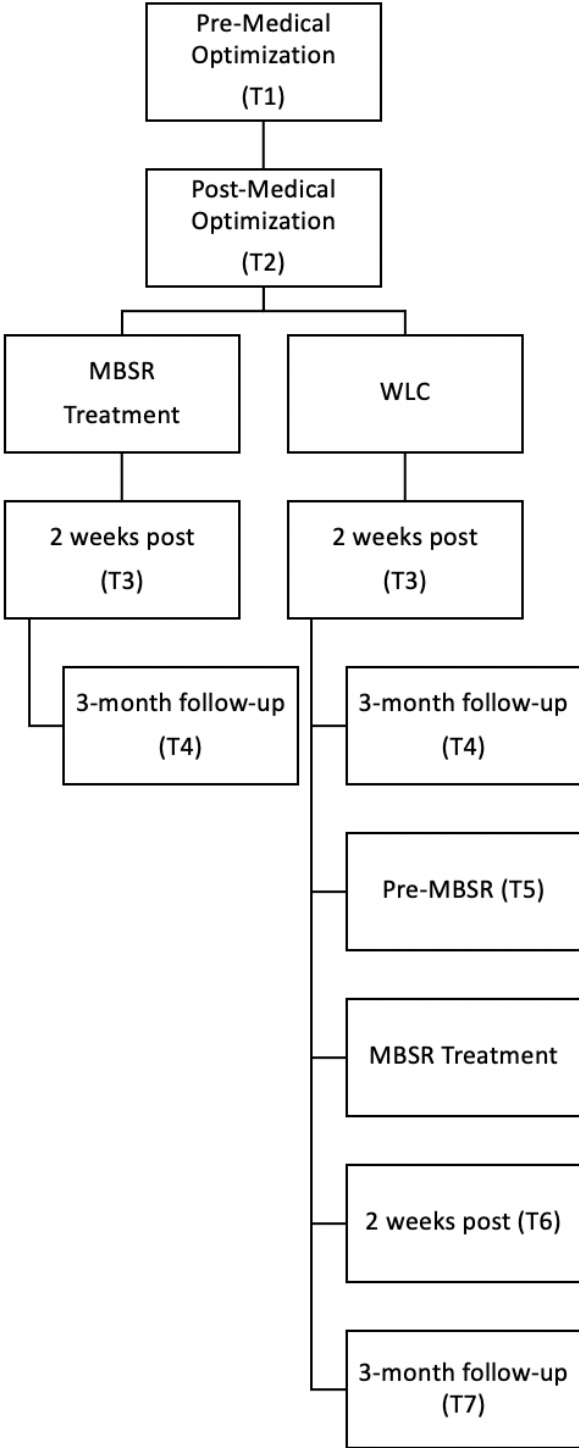 Pre-Medical
Optimization
(T1)
Post-Medical
Optimization
(T2)
MBSR
Treatment
WLC
2 weeks post
(T3)
2 weeks post
(T3)
3-month follow-up
(T4)
3-month follow-up
(T4)
Pre-MBSR (T5)
MBSR Treatment
2 weeks post (T6)
3-month follow-up
(T7)